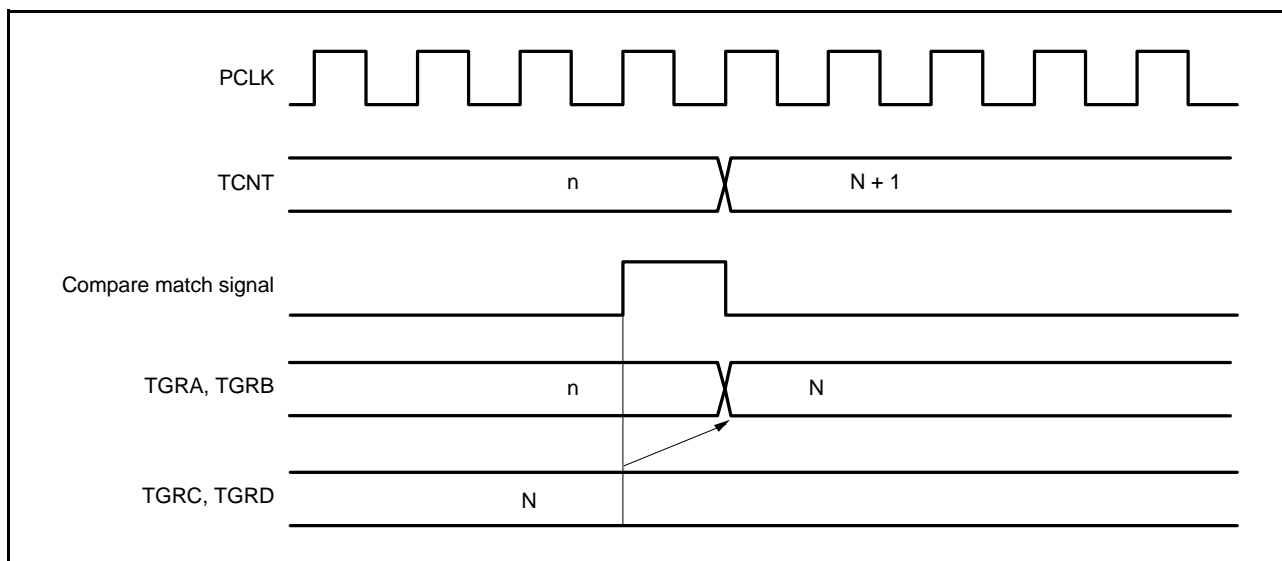 PCLK
TCNT
n
N + 1
Compare match signal
TGRA, TGRB
n
N
TGRC, TGRD
N